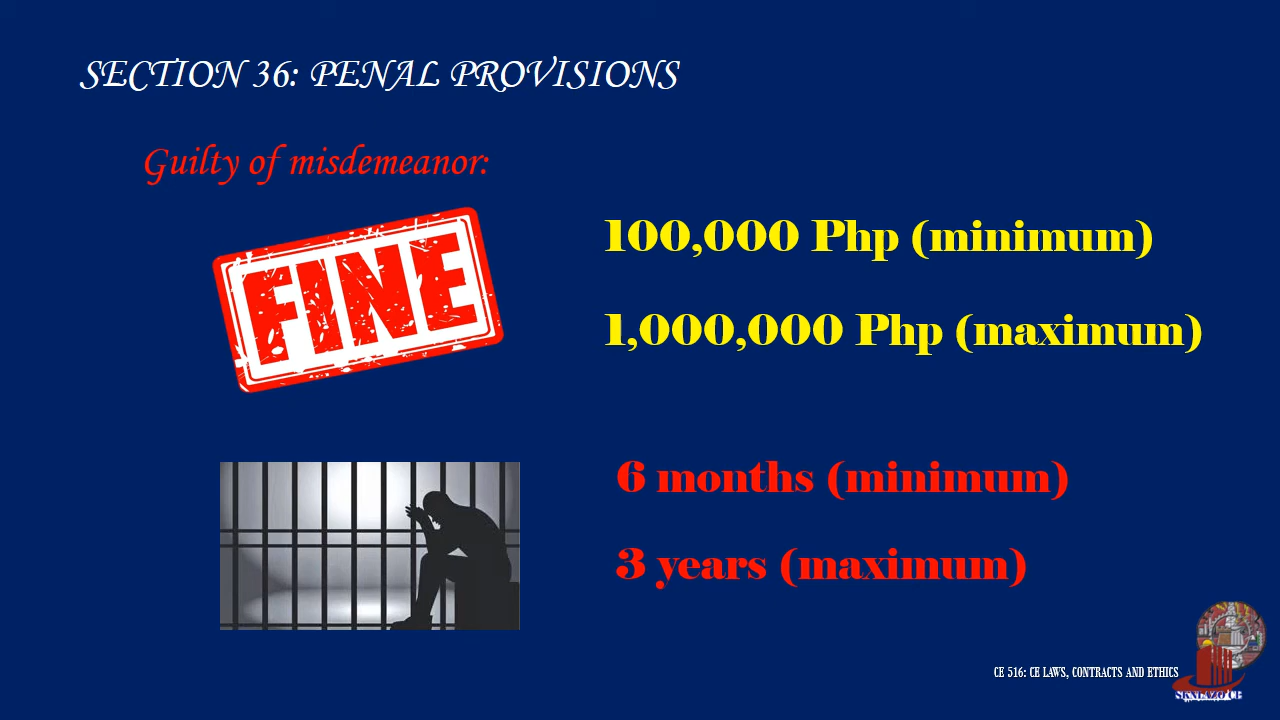 SECTION 36: PENAL PROVISIONS
Guilty of misdemeanor:
FINE
100,000 Php (minimum)
1,000,000 Php (maximum)
6 months (minimum)
3 years (maximum)
CE 516: CE LAWS, CONTRACTS AND ETHICS